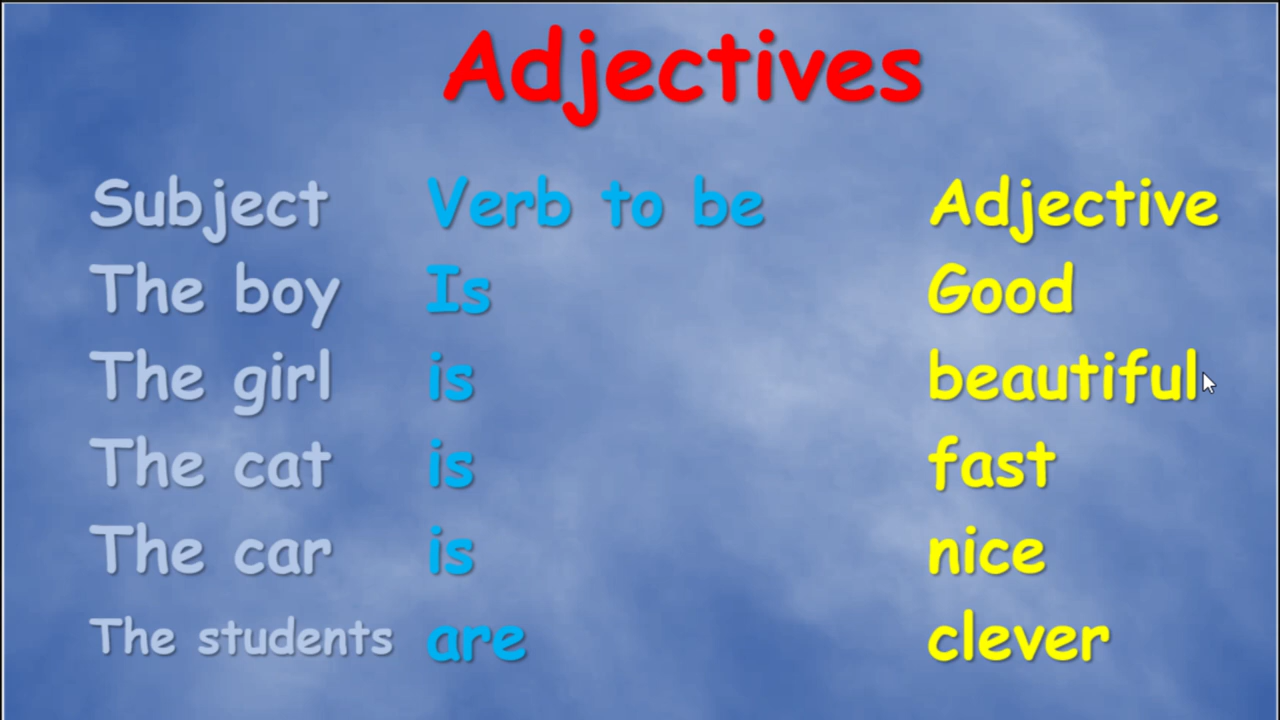 Adjectives
Subject Verb to be Adjective
The boy Is Good
The girl is beautiful
The cat is fast
The car is nice
The students are clever